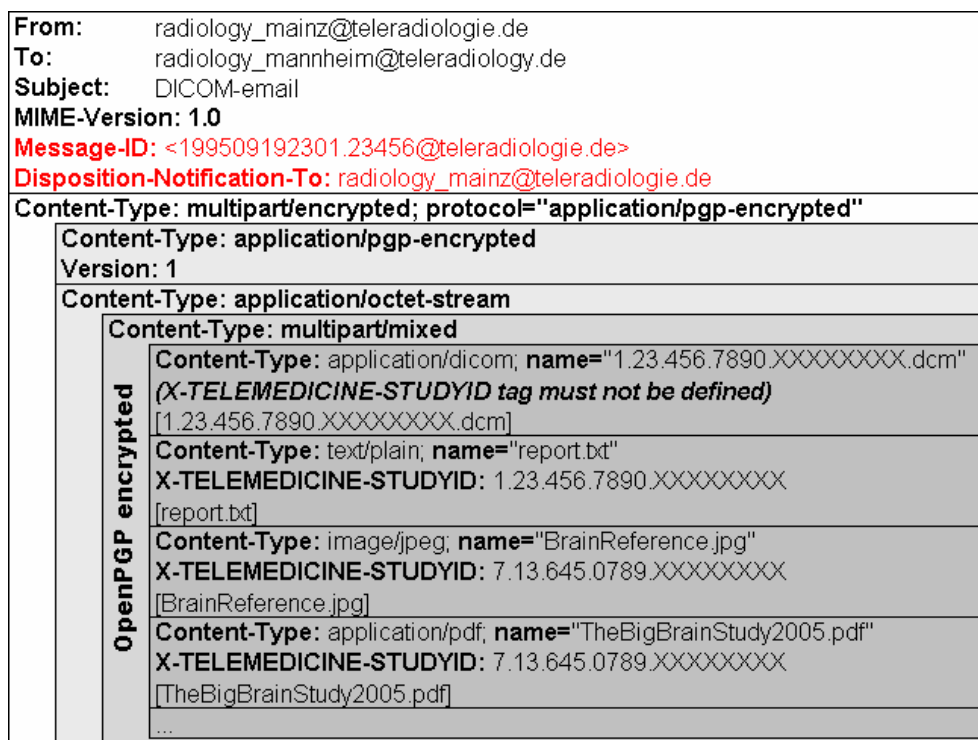 From: radiology_mainz@teleradiologie.de
To: radiology_mannheim@teleradiology.de
Subject: DICOM-email
MIME-Version: 1.0
Message-ID: <199509192301.23456@teleradiologie.de>
Disposition-Notification-To: radiology_mainz@teleradiologie.de
Content-Type: multipart/encrypted; protocol="application/pgp-encrypted"
Content-Type: application/pgp-encrypted
Version: 1
Content-Type: application/octet-stream
OpenPGP encrypted
Content-Type: multipart/mixed
Content-Type: application/dicom; name="1.23.456.7890.XXXXXXXX.dcm"
(X-TELEMEDICINE-STUDYID tag must not be defined)
[1.23.456.7890.XXXXXXXX.dcm]
Content-Type: text/plain; name="report.txt"
X-TELEMEDICINE-STUDYID: 1.23.456.7890.XXXXXXXX
[report.txt]
Content-Type: image/jpeg; name="BrainReference.jpg"
X-TELEMEDICINE-STUDYID: 7.13.645.0789.XXXXXXXX
[BrainReference.jpg]
Content-Type: application/pdf; name="TheBigBrainStudy2005.pdf"
X-TELEMEDICINE-STUDYID: 7.13.645.0789.XXXXXXXX
[TheBigBrainStudy2005.pdf]
...